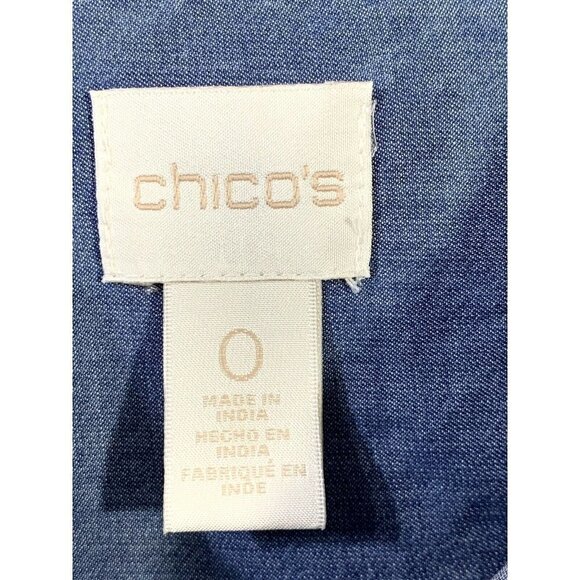 chico's
0
MADE IN
INDIA
HECHO EN
INDIA
FABRIQUÉ EN
INDE